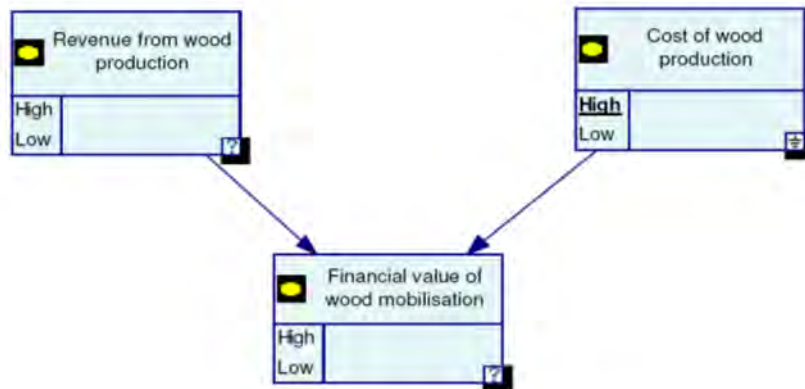 Revenue from wood
production
High
Low
?
Cost of wood
production
High
Low
Financial value of
wood mobilisation
High
Low
?